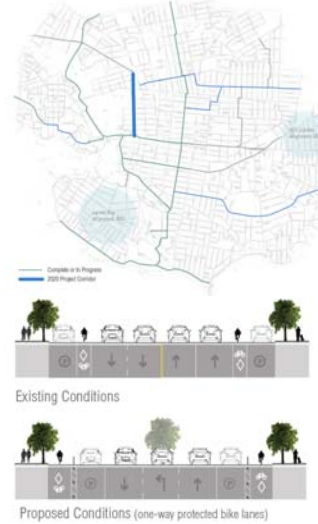 Complete or In Progress
2020 Project Corridor
P P
Existing Conditions
P P
Proposed Conditions (one-way protected bike lanes)